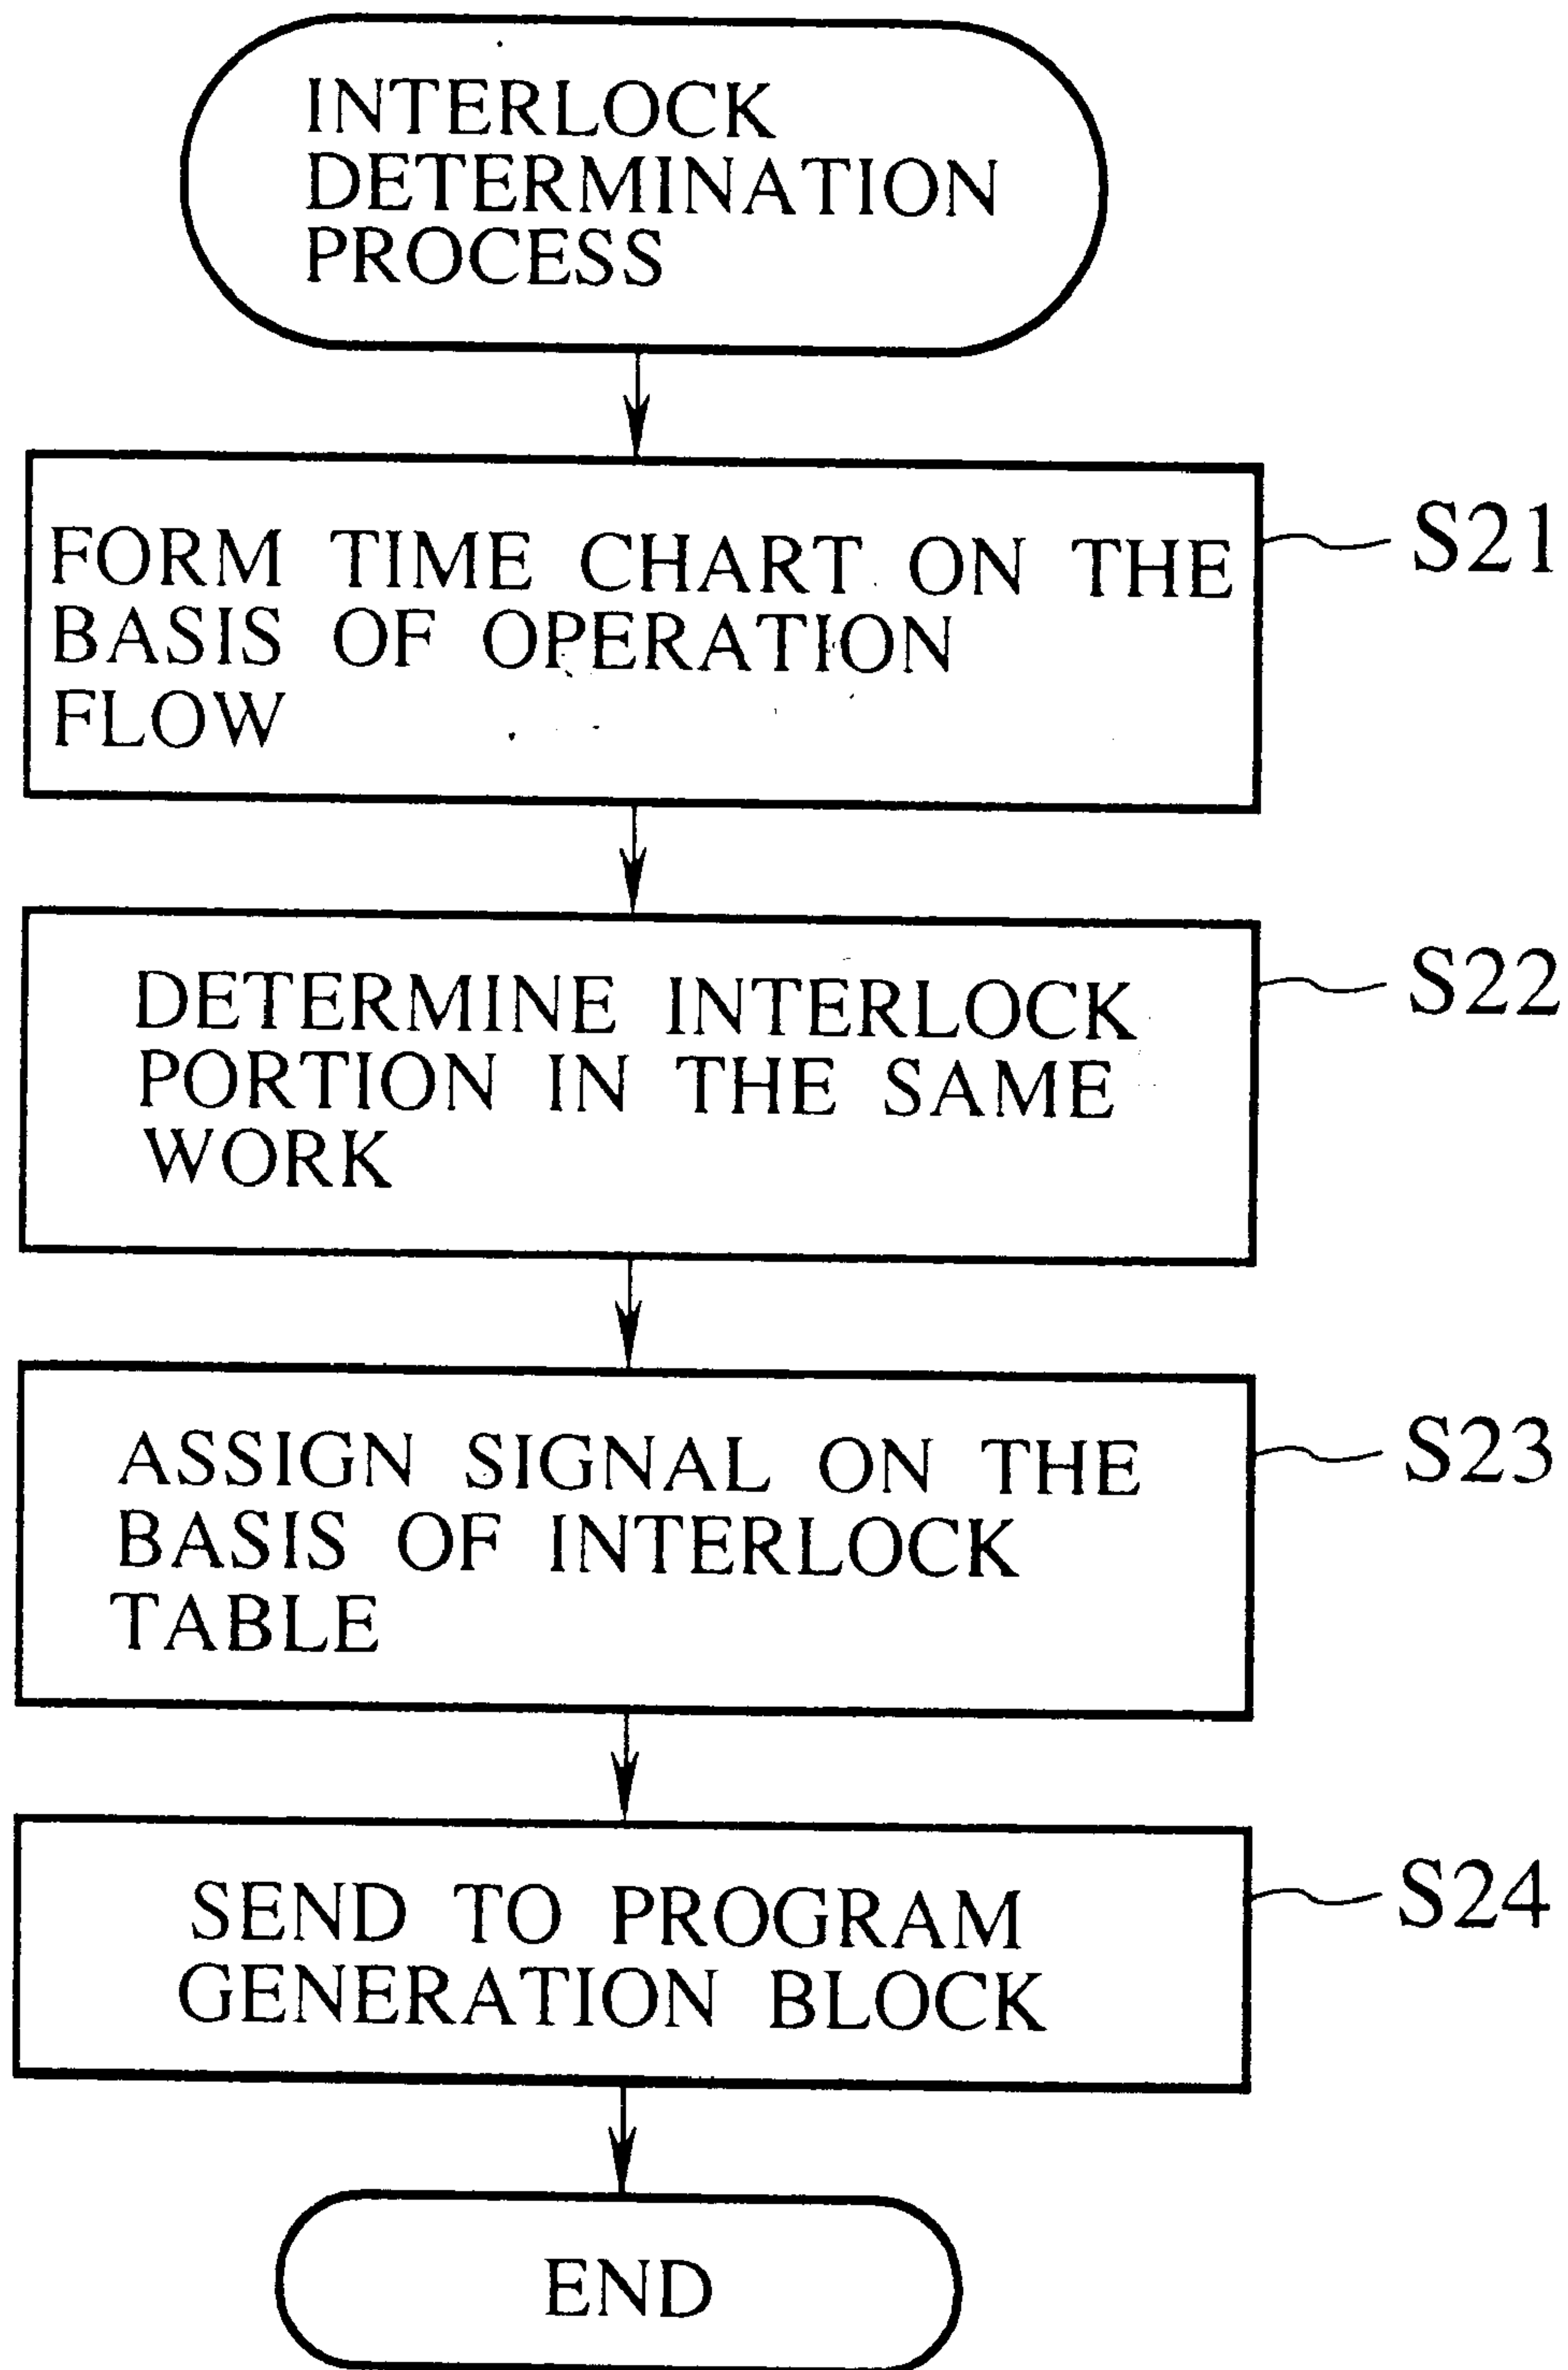 INTERLOCK
DETERMINATION
PROCESS
FORM TIME CHART ON THE
BASIS OF OPERATION
FLOW
S21
DETERMINE INTERLOCK
PORTION IN THE SAME
WORK
S22
ASSIGN SIGNAL ON THE
BASIS OF INTERLOCK
TABLE
S23
SEND TO PROGRAM
GENERATION BLOCK
S24
END